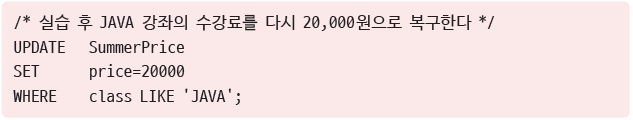 /* 실습 후 JAVA 강좌의 수강료를 다시 20,000원으로 복구한다 */
UPDATE SummerPrice
SET price=20000
WHERE class LIKE 'JAVA';